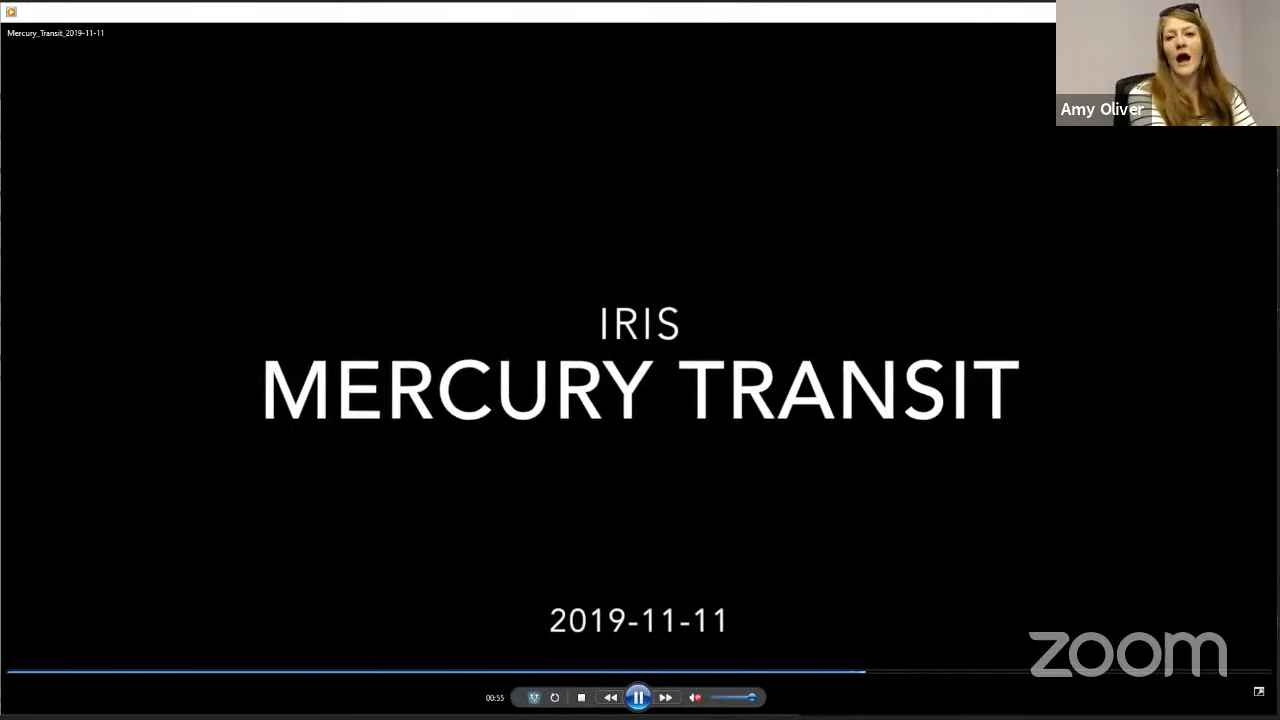 Mercury_Transit_2019-11-11
Amy Oliver
IRIS
MERCURY TRANSIT
2019-11-11
zoom
00:55